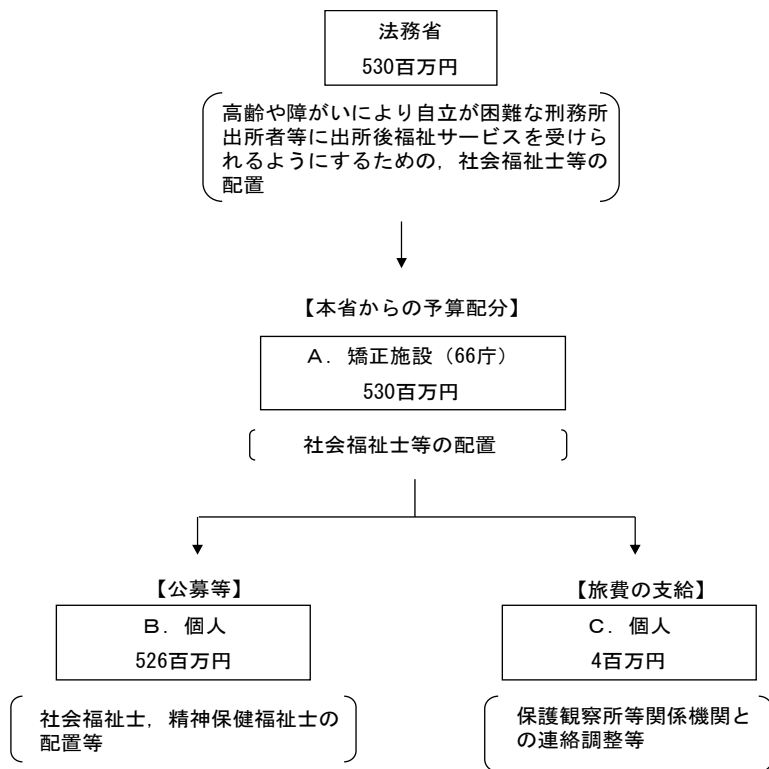 法務省
530百万円
高齢や障がいにより自立が困難な刑務所
出所者等に出所後福祉サービスを受けら
れるようにするための，社会福祉士等の
配置
【本省からの予算配分】
Ａ．矯正施設（66庁）
530百万円
社会福祉士等の配置
【公募等】
Ｂ．個人
526百万円
社会福祉士，精神保健福祉士の
配置等
【旅費の支給】
Ｃ．個人
4百万円
保護観察所等関係機関と
の連絡調整等